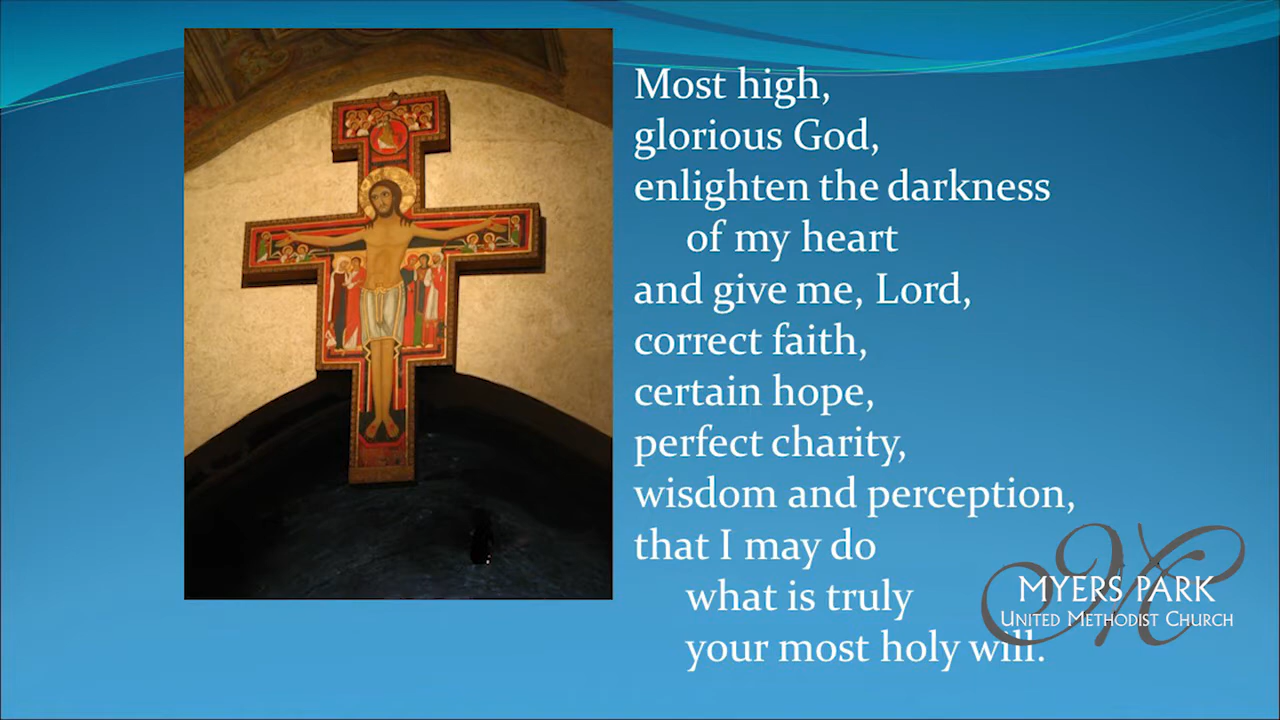 Most high,
glorious God,
enlighten the darkness
of my heart
and give me, Lord,
correct faith,
certain hope,
perfect charity,
wisdom and perception,
that I may do
what is truly
your most holy will.
MYERS PARK
UNITED METHODIST CHURCH